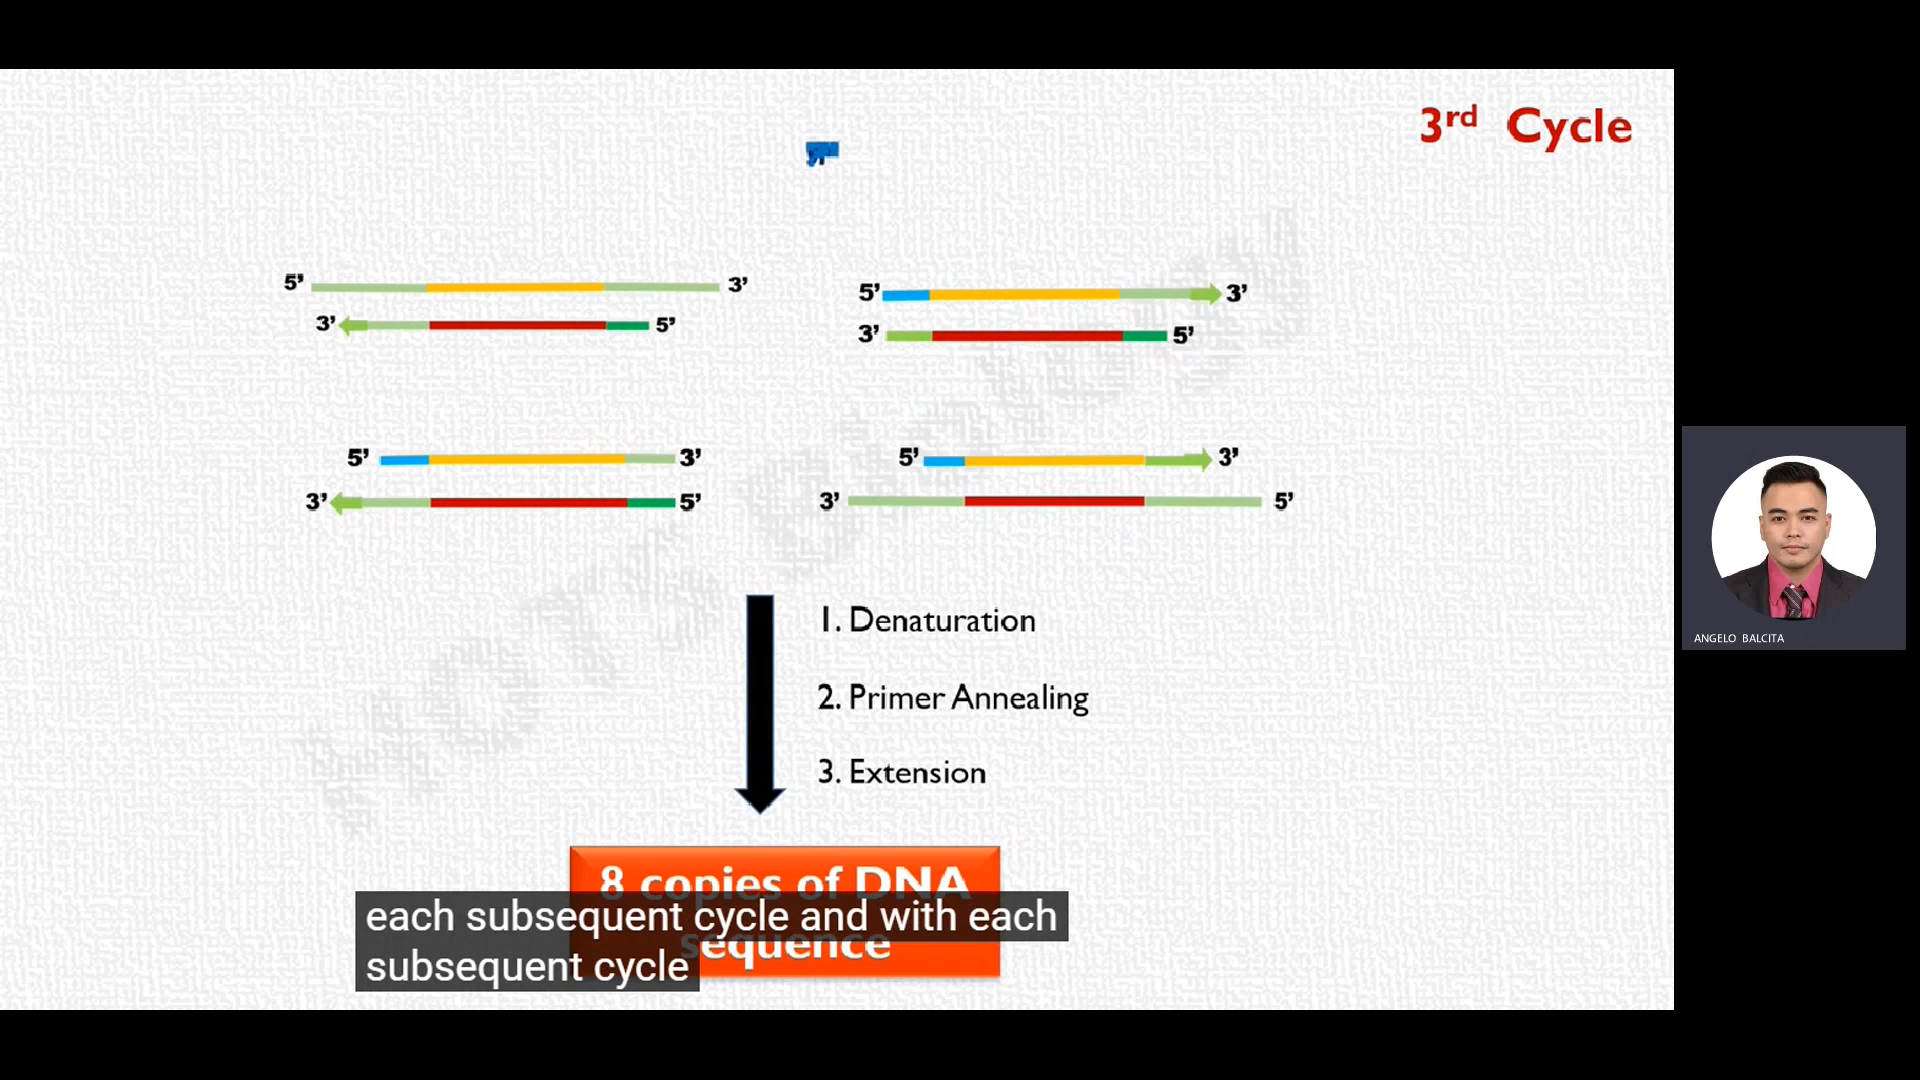 3rd Cycle
5’ 3’
3’ 5’
5’ 3’
3’ 5’
5’ 3’
3’ 5’
5’ 3’
3’ 5’
1. Denaturation
2. Primer Annealing
3. Extension
8 copies of DNA
sequence
each subsequent cycle and with each
subsequent cycle
ANGELO BALCITA